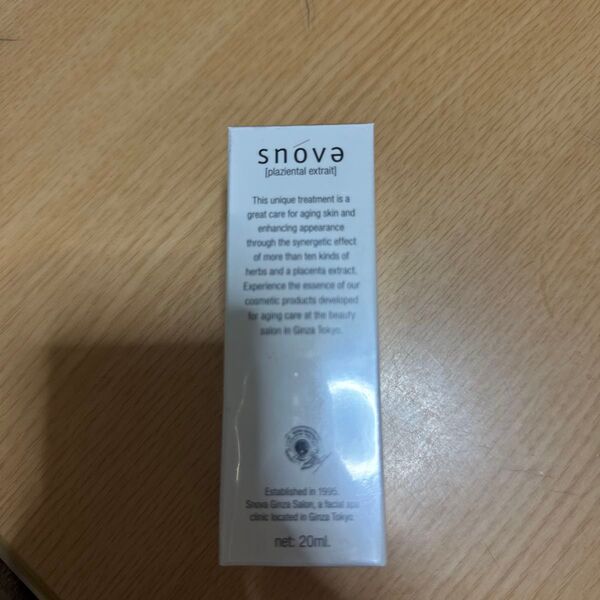 snóvə
[plaziental extrait]
This unique treatment is a
great care for aging skin and
enhancing appearance
through the synergetic effect
of more than ten kinds of
herbs and a placenta extract.
Experience the essence of our
cosmetic products developed
for aging care at the beauty
salon in Ginza Tokyo.
Established in 1995.
Snova Ginza Salon, a facial spa
clinic located in Ginza Tokyo.
net: 20ml.